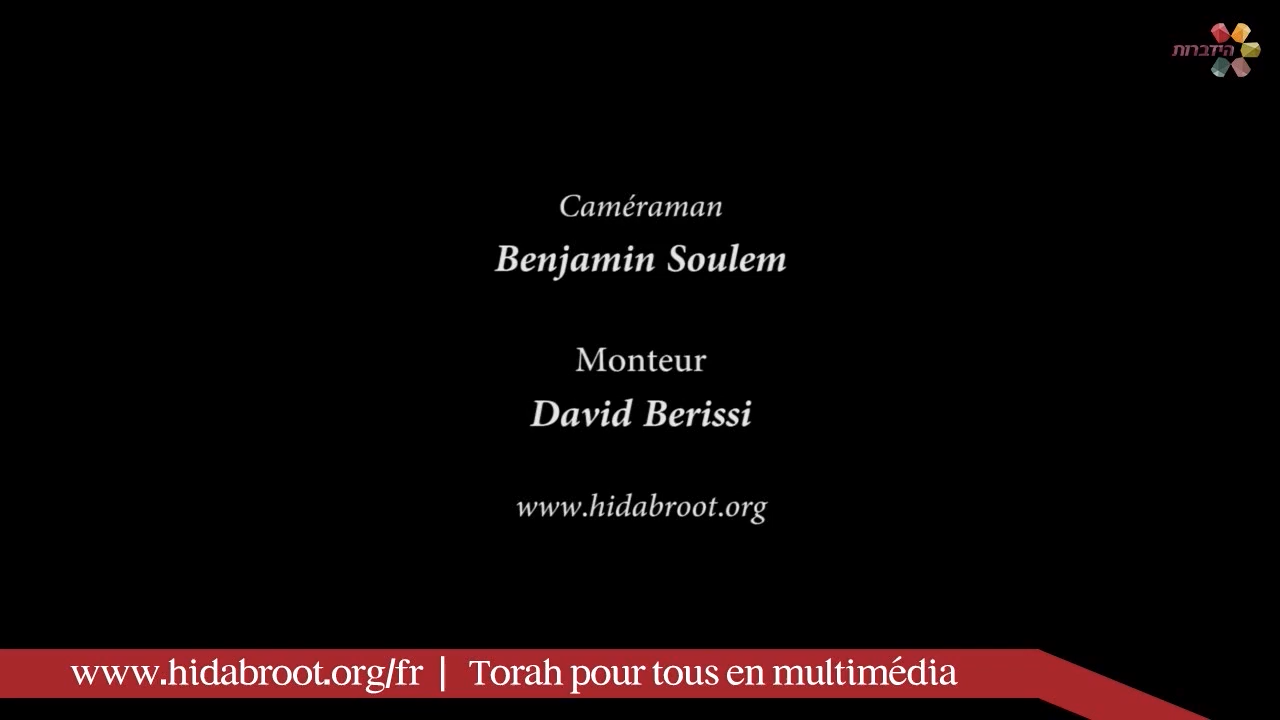 הידברות
Caméraman
Benjamin Soulem
Monteur
David Berissi
www.hidabroot.org
www.hidabroot.org/fr | Torah pour tous en multimédia